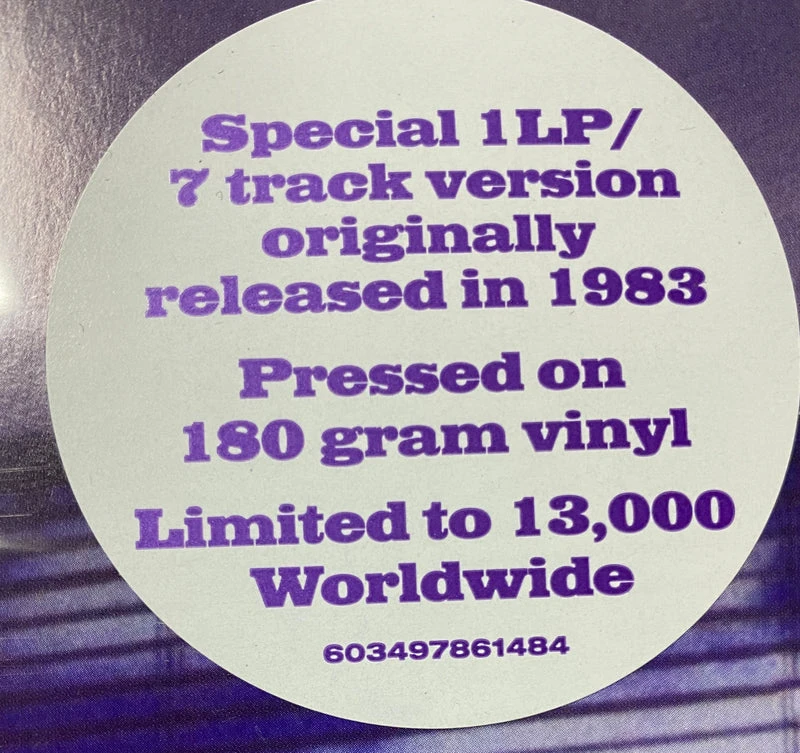 Special 1LP/
7 track version
originally
released in 1983
Pressed on
180 gram vinyl
Limited to 13,000
Worldwide
603497861484